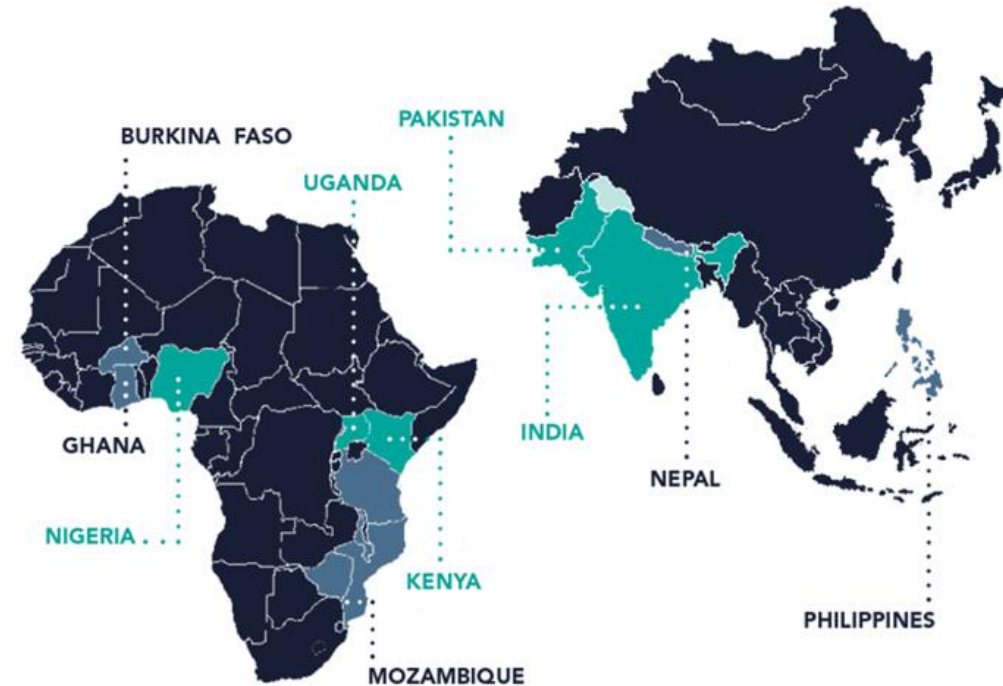 BURKINA FASO
PAKISTAN
UGANDA
GHANA
INDIA
NEPAL
NIGERIA
KENYA
PHILIPPINES
MOZAMBIQUE